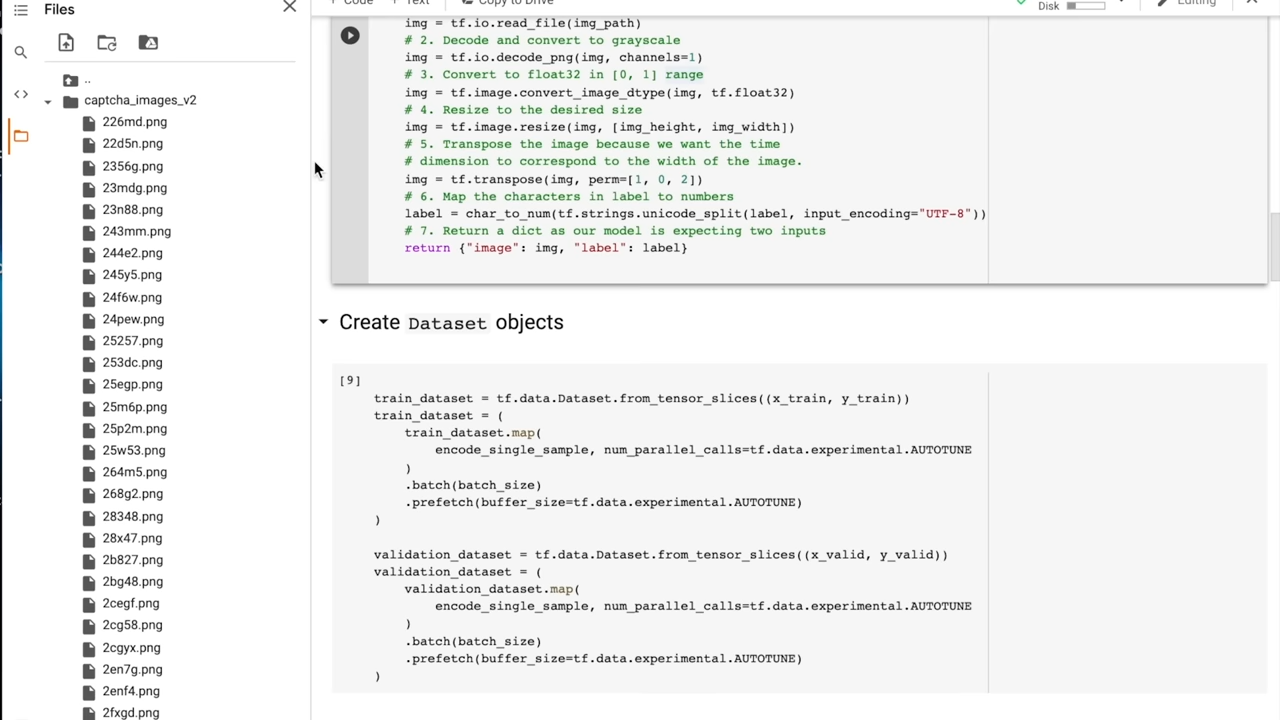 Files
..
captcha_images_v2
226md.png
22d5n.png
2356g.png
23mdg.png
23n88.png
243mm.png
244e2.png
245y5.png
24f6w.png
24pew.png
25257.png
253dc.png
25egp.png
25m6p.png
25p2m.png
25w53.png
264m5.png
268g2.png
28348.png
28x47.png
2b827.png
2bg48.png
2cegf.png
2cg58.png
2cgyx.png
2en7g.png
2enf4.png
2fxgd.png
+ Code + Text Copy to Drive
Disk
Editing
img = tf.io.read_file(img_path)
# 2. Decode and convert to grayscale
img = tf.io.decode_png(img, channels=1)
# 3. Convert to float32 in [0, 1] range
img = tf.image.convert_image_dtype(img, tf.float32)
# 4. Resize to the desired size
img = tf.image.resize(img, [img_height, img_width])
# 5. Transpose the image because we want the time
# dimension to correspond to the width of the image.
img = tf.transpose(img, perm=[1, 0, 2])
# 6. Map the characters in label to numbers
label = char_to_num(tf.strings.unicode_split(label, input_encoding="UTF-8"))
# 7. Return a dict as our model is expecting two inputs
return {"image": img, "label": label}
Create Dataset objects
[9]
train_dataset = tf.data.Dataset.from_tensor_slices((x_train, y_train))
train_dataset = (
train_dataset.map(
encode_single_sample, num_parallel_calls=tf.data.experimental.AUTOTUNE
)
.batch(batch_size)
.prefetch(buffer_size=tf.data.experimental.AUTOTUNE)
)
validation_dataset = tf.data.Dataset.from_tensor_slices((x_valid, y_valid))
validation_dataset = (
validation_dataset.map(
encode_single_sample, num_parallel_calls=tf.data.experimental.AUTOTUNE
)
.batch(batch_size)
.prefetch(buffer_size=tf.data.experimental.AUTOTUNE)
)